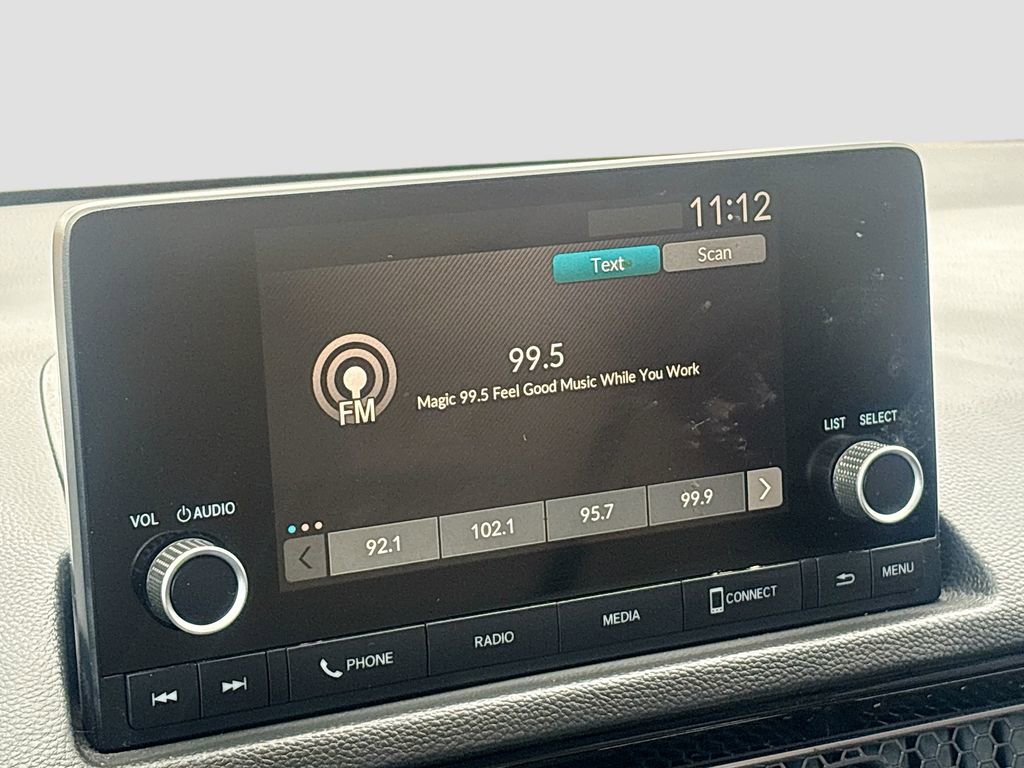 11:12
Text Scan
99.5
FM
Magic 99.5 Feel Good Music While You Work
LIST SELECT
VOL AUDIO
92.1 102.1 95.7 99.9
PHONE RADIO MEDIA CONNECT MENU